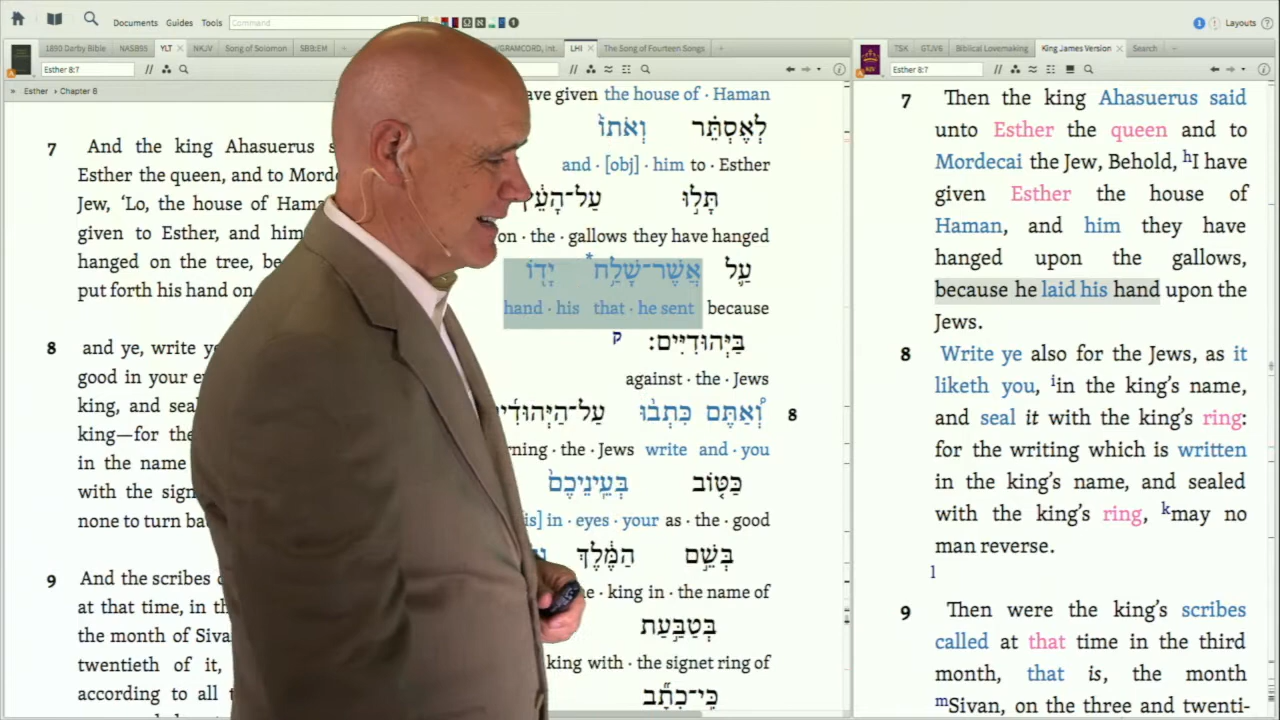 Documents Guides Tools Command Layouts
1890 Darby Bible NASB95 YLT NKJV Song of Solomon SBB:EM
Esther 8:7
» Esther › Chapter 8
7 And the king Ahasuerus
Esther the queen, and to
Jew, ‘Lo, the house of
given to Esther, and him
hanged on the tree,
put forth his hand on
8 and ye, write
good in your
king, and
king—for the
in the name
with the
none to turn
9 And the scribes
at that time, in
the month of
twentieth of it,
according to all
/GRAMCORD, Int. LHI The Song of Fourteen Songs
given the house of · Haman
לְאֶסְתֵּ֗ר וְאֹתוֹ֙
and · [obj] · him to · Esther
תָּל֣וּ עַל־הָעֵ֔ץ
on · the · gallows they have hanged
עַ֛ל אֲשֶׁר־שָׁלַ֥ח* יָד֖וֹ
hand · his that · he sent because
בַּיְּהוּדִיִּֽים׃ ק
against · the · Jews
8 וְ֠אַתֶּם כִּתְב֨וּ
the · Jews write and · you
כַּטּ֤וֹב בְּעֵֽינֵיכֶם֙
in · eyes · your as · the · good
בְּשֵׁ֣ם הַמֶּ֔לֶךְ
king in · the name of
בְּטַבַּ֣עַת
king with · the signet ring of
כִּֽי־כְתָ֞ב
TSK GTJV6 Biblical Lovemaking King James Version Search
Esther 8:7
7 Then the king Ahasuerus said
unto Esther the queen and to
Mordecai the Jew, Behold, hI have
given Esther the house of
Haman, and him they have
hanged upon the gallows,
because he laid his hand upon the
Jews.
8 Write ye also for the Jews, as it
liketh you, iin the king’s name,
and seal it with the king’s ring:
for the writing which is written
in the king’s name, and sealed
with the king’s ring, kmay no
man reverse.
l
9 Then were the king’s scribes
called at that time in the third
month, that is, the month
mSivan, on the three and twenti-